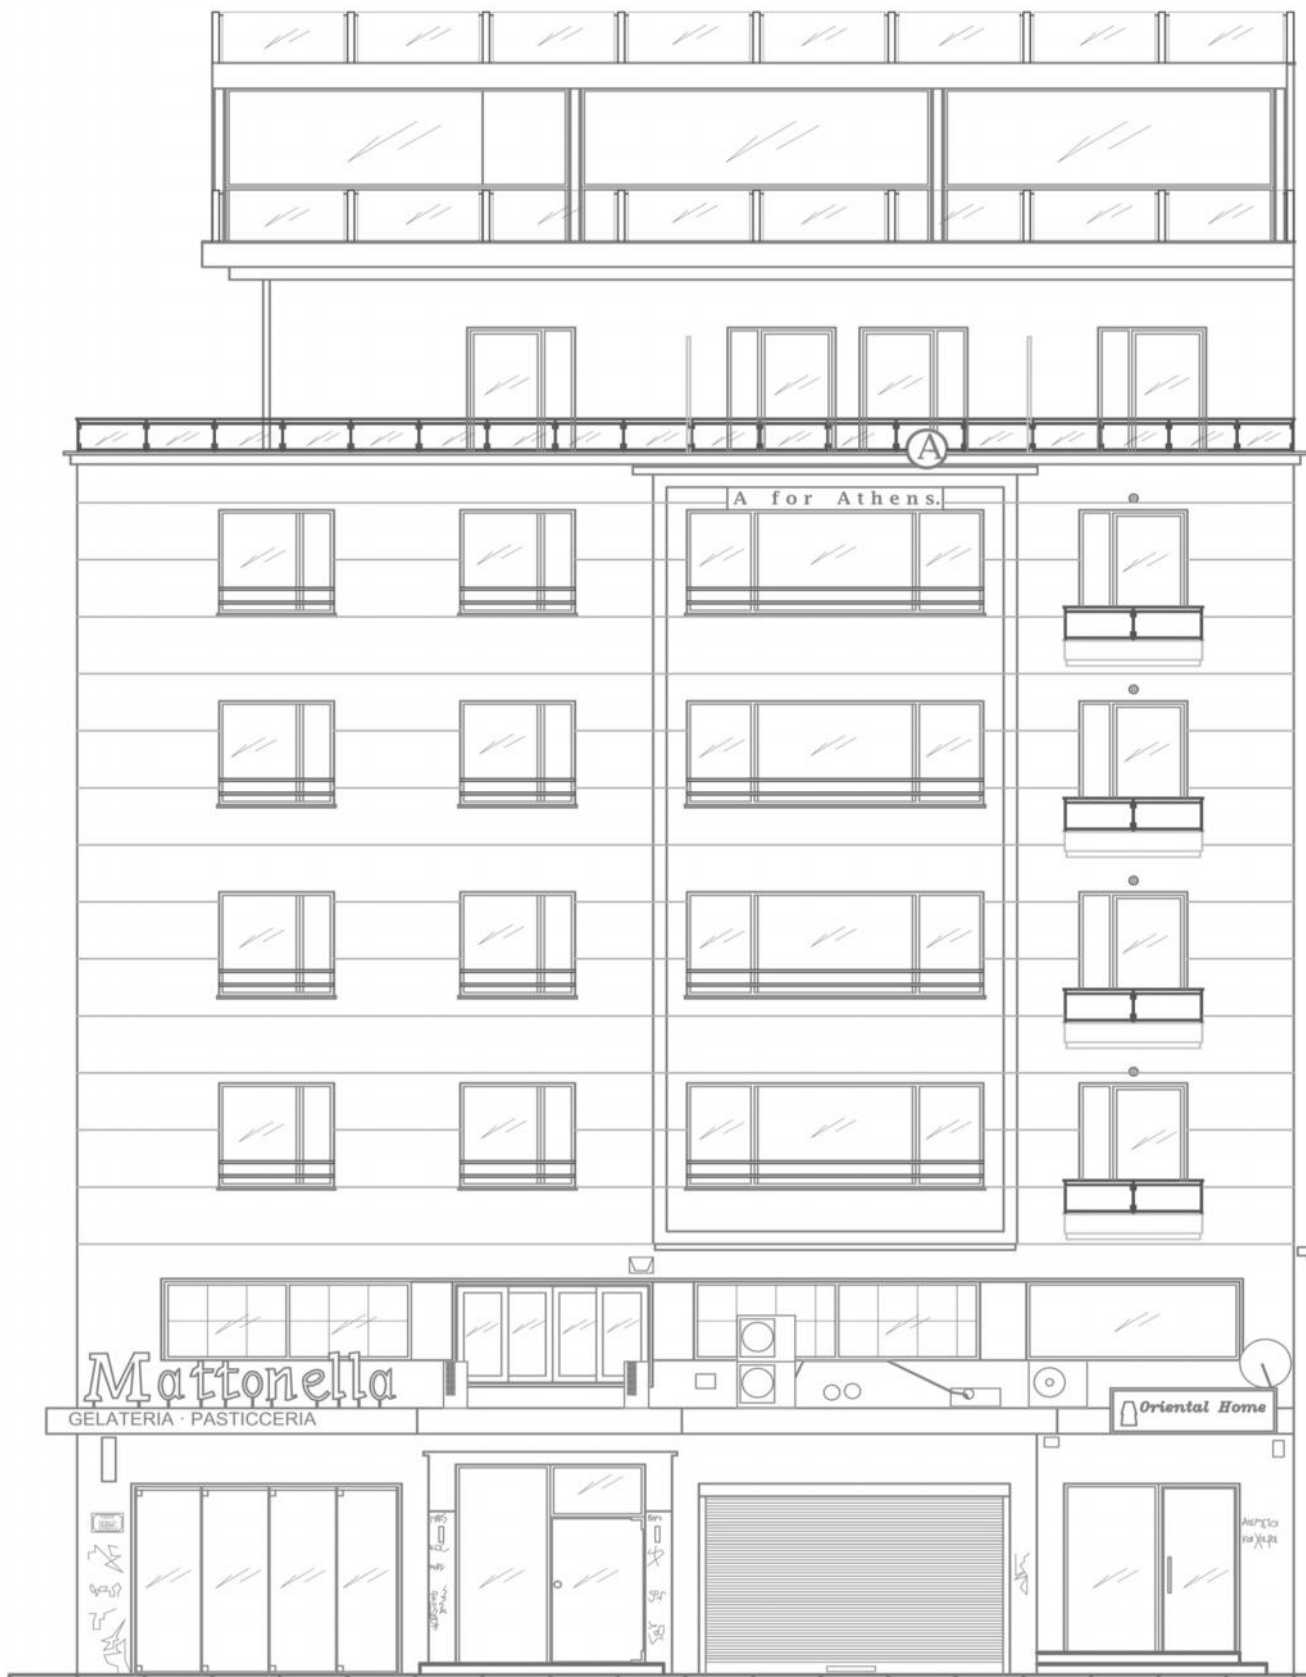 A
A for Athens.
Mattonella
GELATERIA · PASTICCERIA
Oriental Home